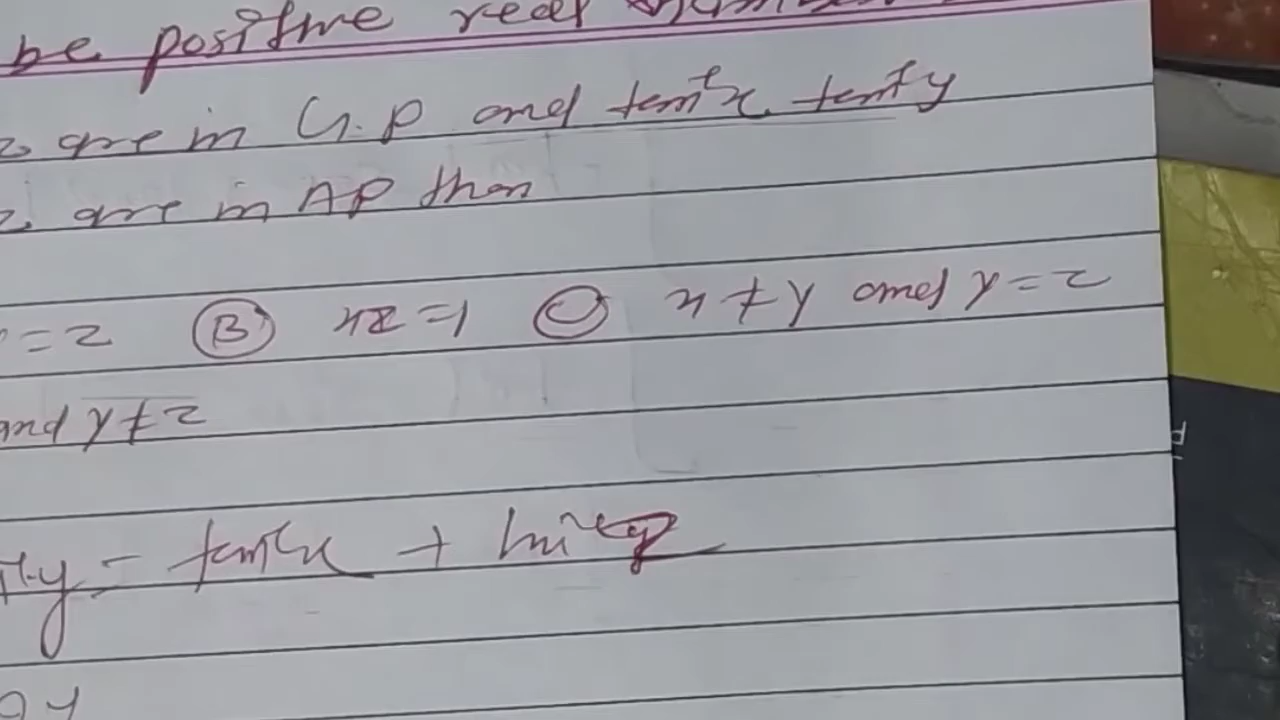 be positive real
z are in G.P and tan⁻¹x, tan⁻¹y
z are in AP then
= z (B) xz = 1 (C) x ≠ y and y = z
and y ≠ z
y = tan⁻¹x +